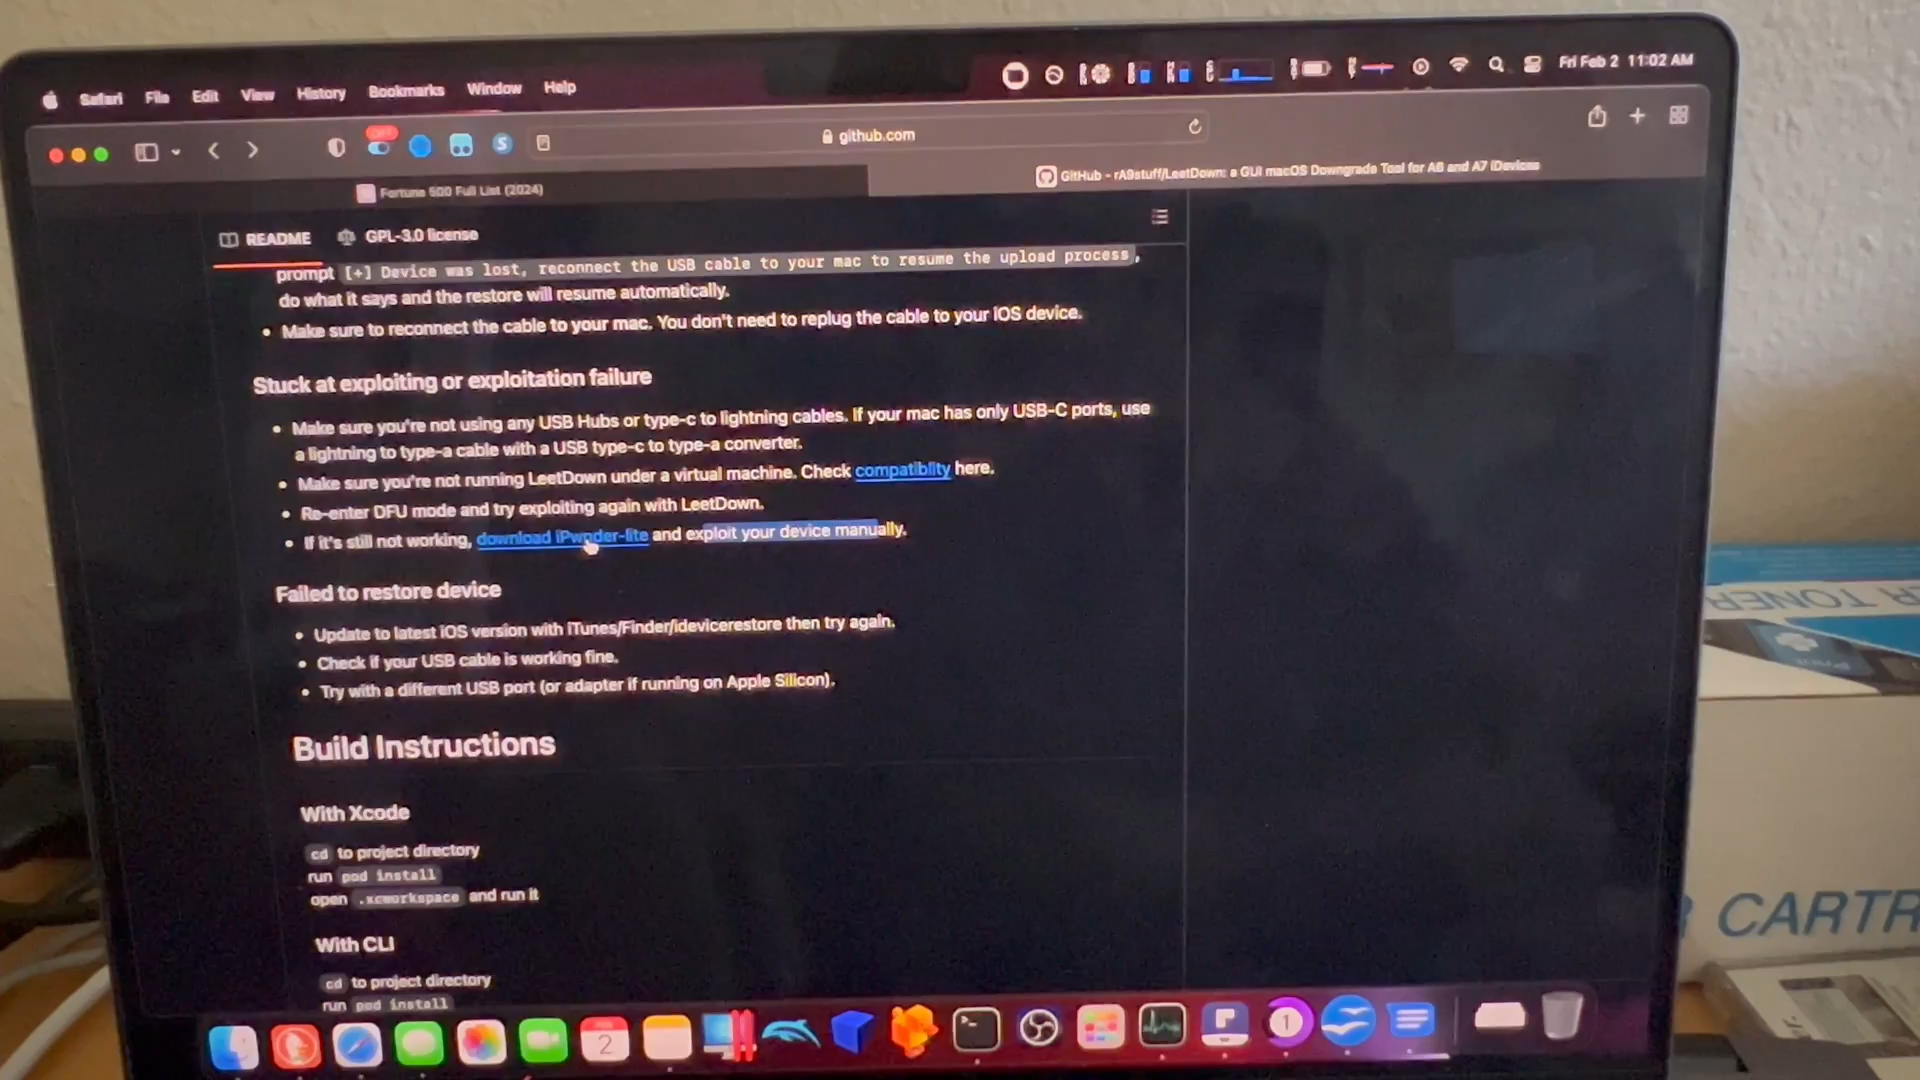 Safari File Edit View History Bookmarks Window Help
Fri Feb 2 11:02 AM
OFF
S
github.com
Fortune 500 Full List (2024)
GitHub - rA9stuff/LeetDown: a GUI macOS Downgrade Tool for A6 and A7 iDevices
README GPL-3.0 license
prompt [+] Device was lost, reconnect the USB cable to your mac to resume the upload process,
do what it says and the restore will resume automatically.
Make sure to reconnect the cable to your mac. You don't need to replug the cable to your iOS device.
Stuck at exploiting or exploitation failure
Make sure you're not using any USB Hubs or type-c to lightning cables. If your mac has only USB-C ports, use
a lightning to type-a cable with a USB type-c to type-a converter.
Make sure you're not running LeetDown under a virtual machine. Check compatiblity here.
Re-enter DFU mode and try exploiting again with LeetDown.
If it's still not working, download iPwnder-lite and exploit your device manually.
Failed to restore device
Update to latest iOS version with iTunes/Finder/idevicerestore then try again.
Check if your USB cable is working fine.
Try with a different USB port (or adapter if running on Apple Silicon).
Build Instructions
With Xcode
cd to project directory
run pod install
open .xcworkspace and run it
With CLI
cd to project directory
run pod install
2
1
R TONER
R CARTR